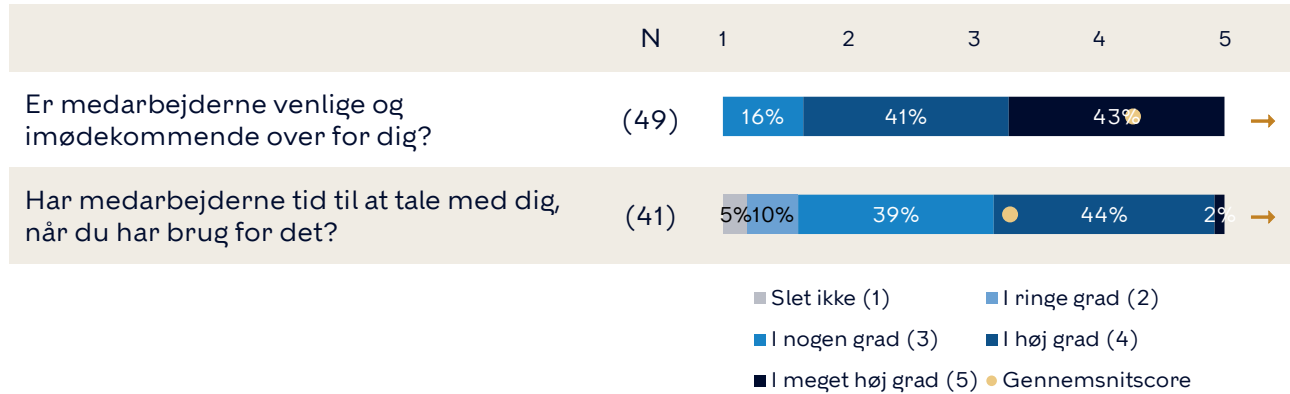 N 1 2 3 4 5
Er medarbejderne venlige og
imødekommende over for dig?
(49) 16% 41% 43%
Har medarbejderne tid til at tale med dig,
når du har brug for det?
(41) 5% 10% 39% 44% 2%
Slet ikke (1) I ringe grad (2)
I nogen grad (3) I høj grad (4)
I meget høj grad (5) Gennemsnitscore